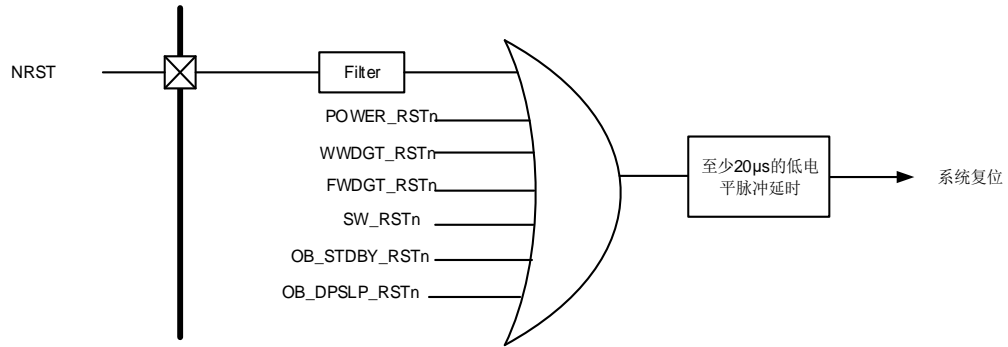 NRST
Filter
POWER_RSTn
WWDGT_RSTn
FWDGT_RSTn
SW_RSTn
OB_STDBY_RSTn
OB_DPSLP_RSTn
至少20µs的低电
平脉冲延时
系统复位